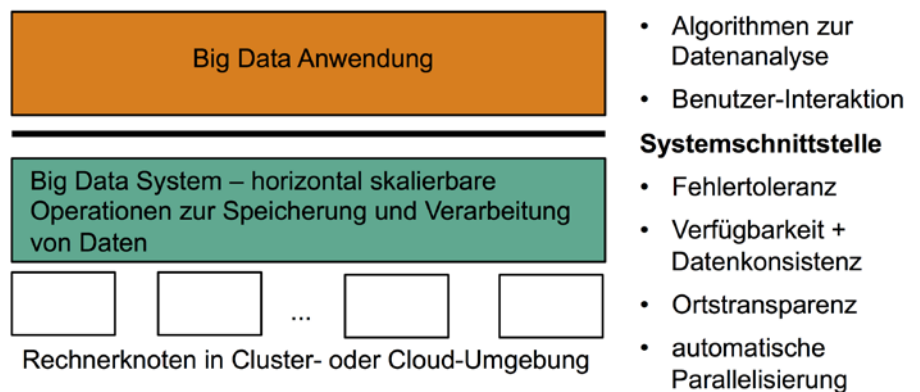 Big Data Anwendung
Big Data System – horizontal skalierbare
Operationen zur Speicherung und Verarbeitung
von Daten
...
Rechnerknoten in Cluster- oder Cloud-Umgebung
• Algorithmen zur
Datenanalyse
• Benutzer-Interaktion
Systemschnittstelle
• Fehlertoleranz
• Verfügbarkeit +
Datenkonsistenz
• Ortstransparenz
• automatische
Parallelisierung